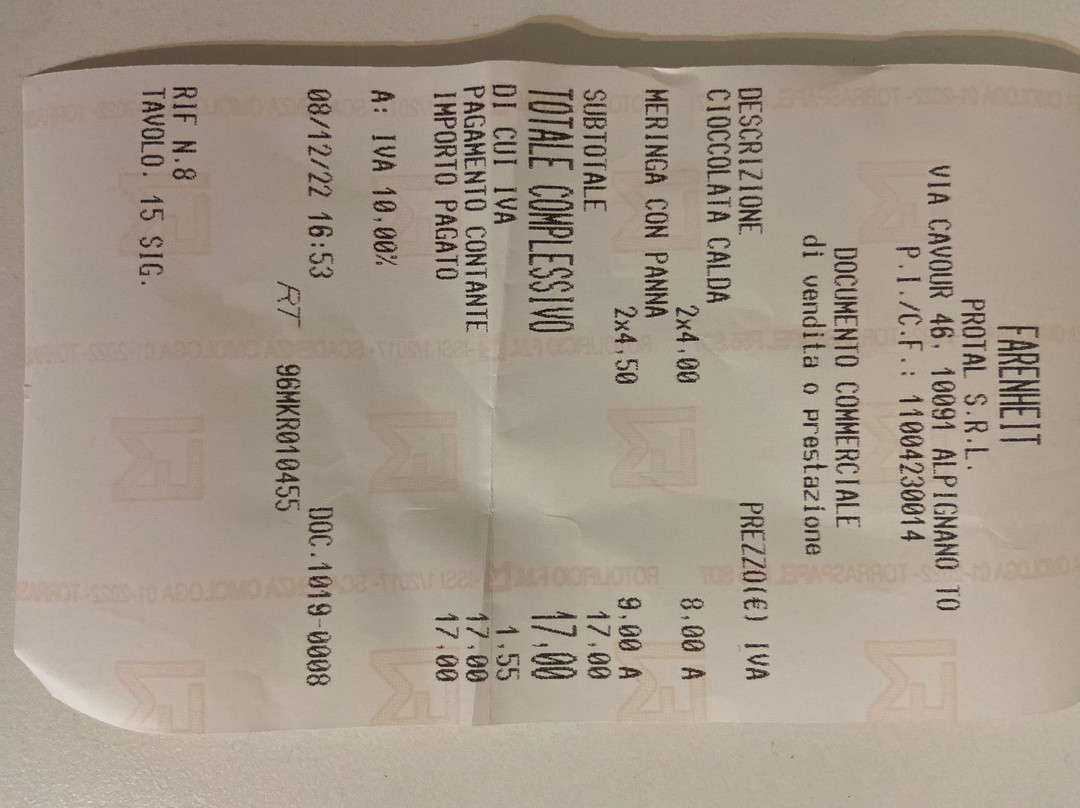 FARENHEIT
PROTAL S.R.L.
VIA CAVOUR 46, 10091 ALPIGNANO TO
P.I./C.F.: 11004230014
DOCUMENTO COMMERCIALE
di vendita o prestazione
DESCRIZIONE PREZZO(€) IVA
CIOCCOLATA CALDA
2x4,00 8,00 A
MERINGA CON PANNA
2x4,50 9,00 A
SUBTOTALE 17,00
TOTALE COMPLESSIVO 17,00
DI CUI IVA 1,55
PAGAMENTO CONTANTE 17,00
IMPORTO PAGATO 17,00
A: IVA 10,00%
08/12/22 16:53 DOC.1019-0008
RT 96MKR010455
RIF N.8
TAVOLO. 15 SIG.